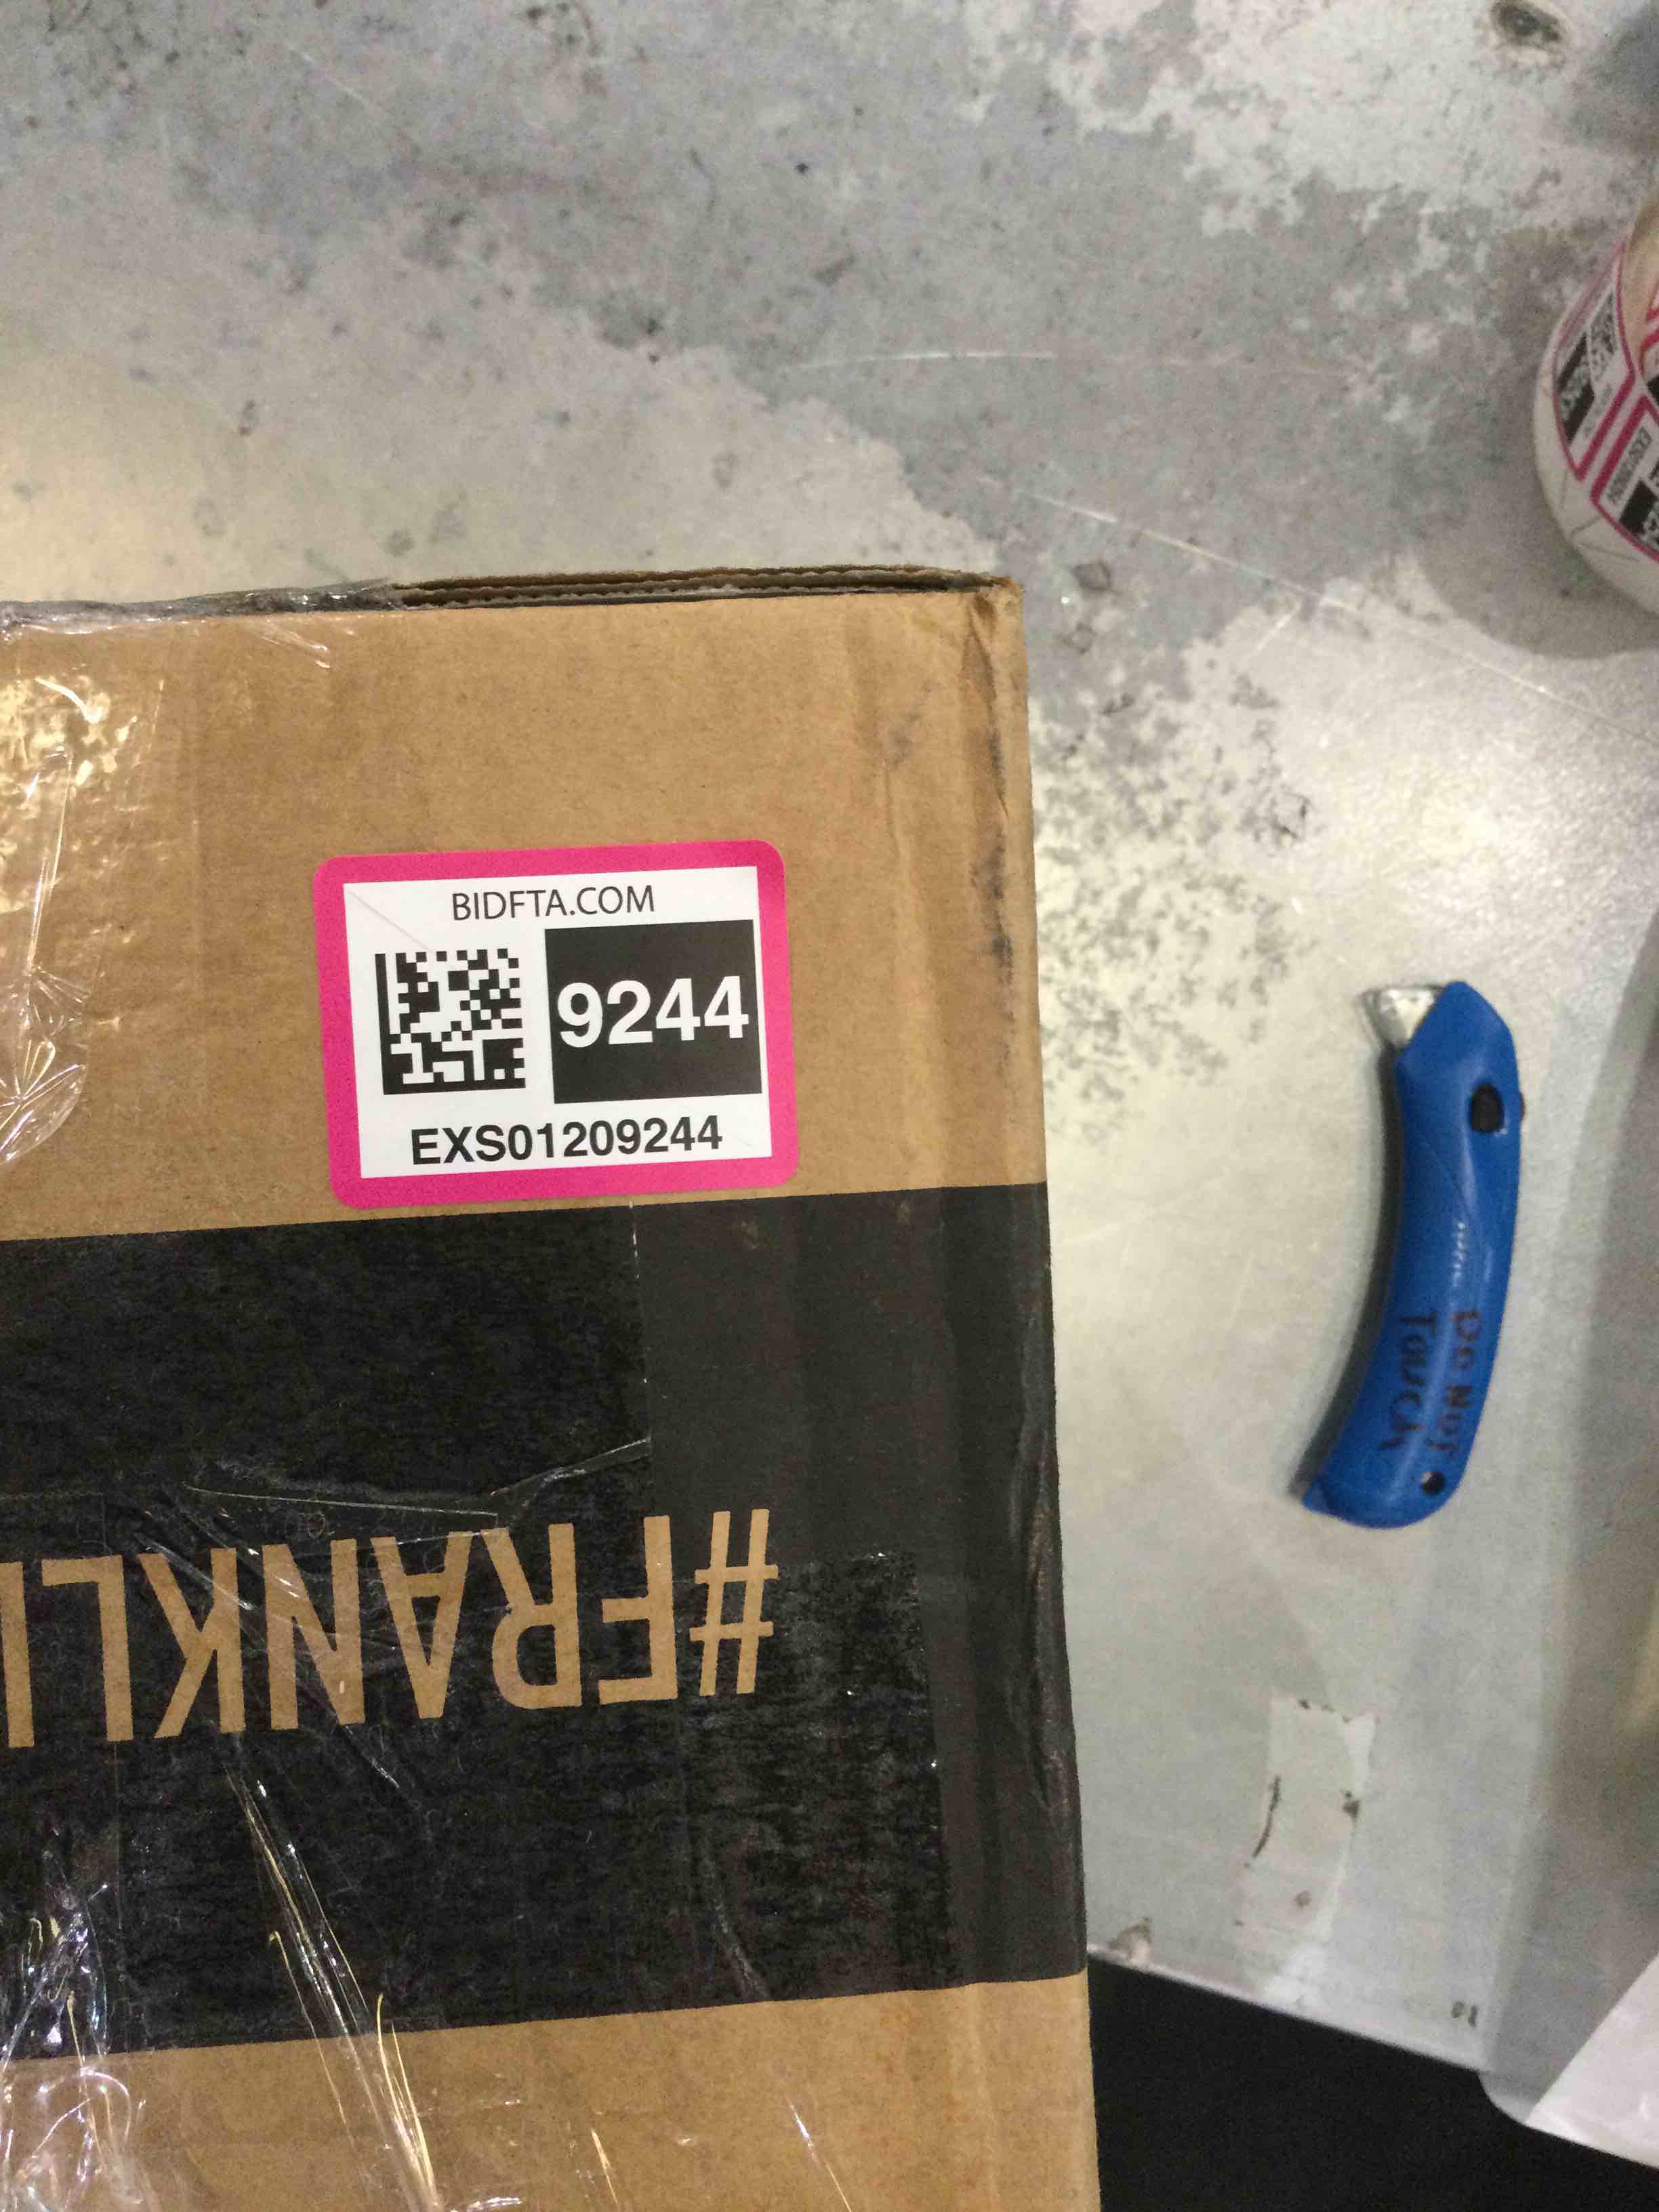 BIDFTA.COM
9244
EXS01209244
#FRANKLI
Do Not
Touch